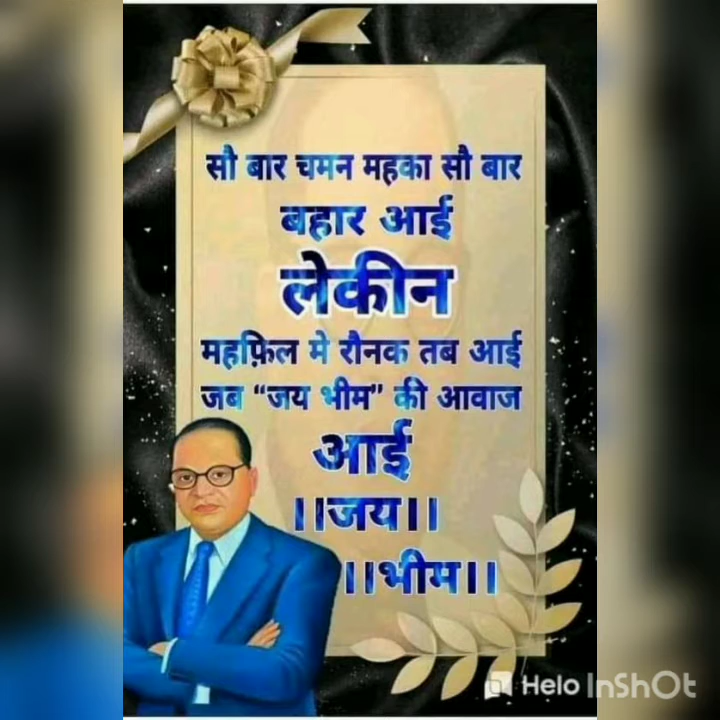 सौ बार चमन महका सौ बार
बहार आई
लेकीन
महफ़िल मे रौनक तब आई
जब “जय भीम” की आवाज
आई
।।जय।।
।।भीम।।
Helo InShOt